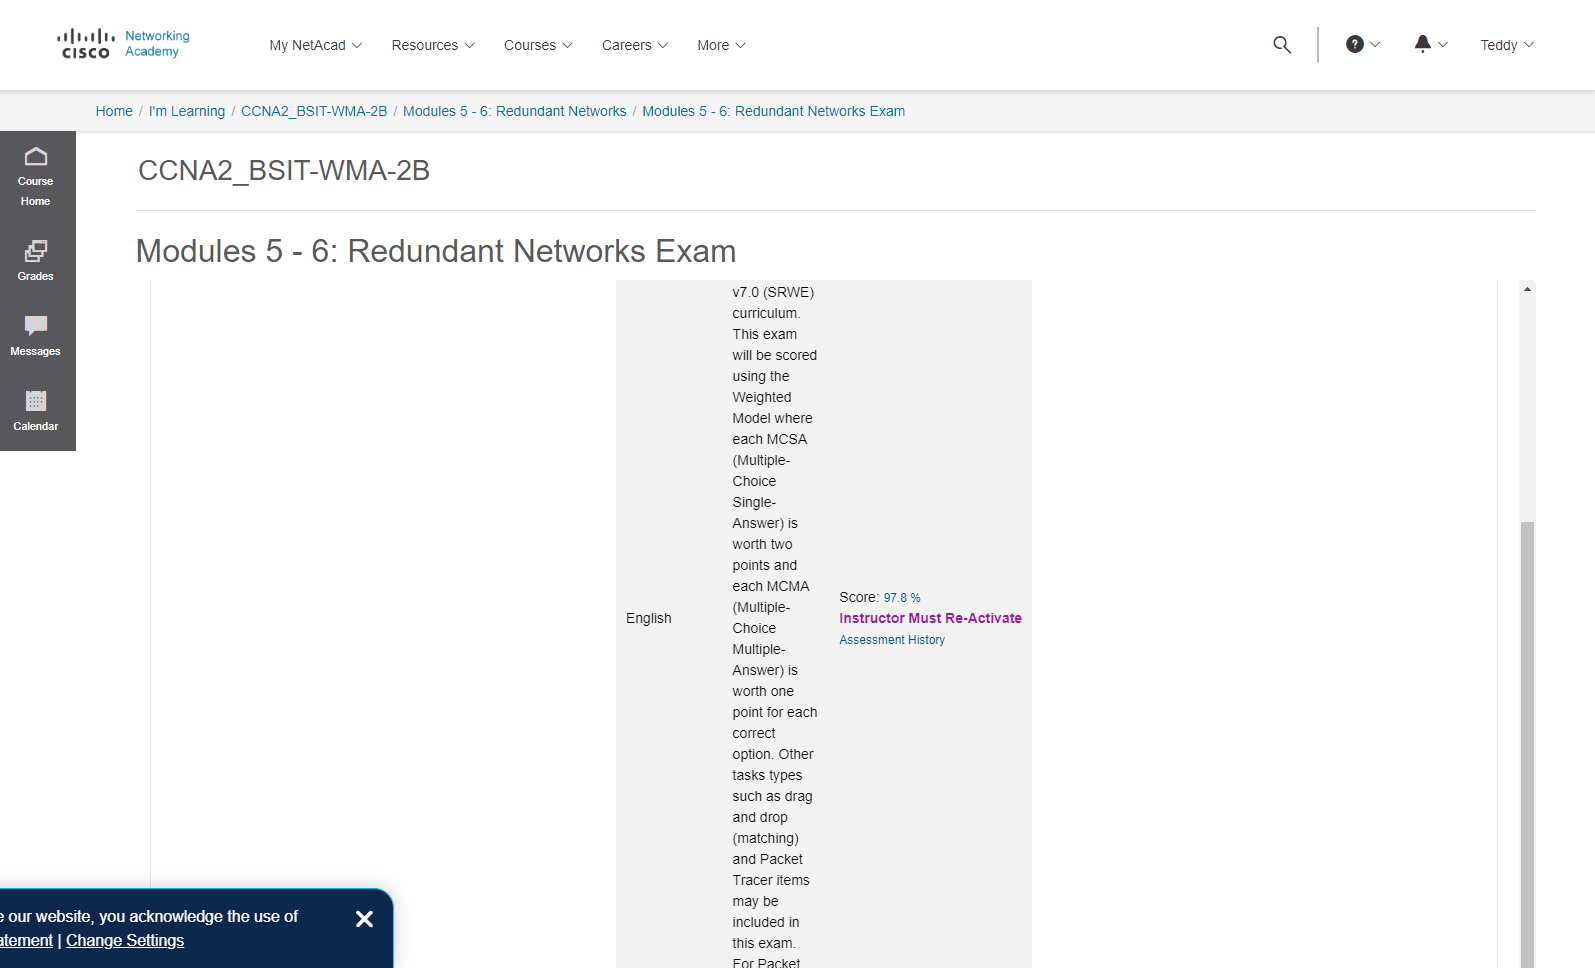 CISCO Networking Academy
My NetAcad Resources Courses Careers More Teddy
Home / I'm Learning / CCNA2_BSIT-WMA-2B / Modules 5 - 6: Redundant Networks / Modules 5 - 6: Redundant Networks Exam
Course
Home
Grades
Messages
Calendar
CCNA2_BSIT-WMA-2B
Modules 5 - 6: Redundant Networks Exam
English
v7.0 (SRWE)
curriculum.
This exam
will be scored
using the
Weighted
Model where
each MCSA
(Multiple-
Choice
Single-
Answer) is
worth two
points and
each MCMA
(Multiple-
Choice
Multiple-
Answer) is
worth one
point for each
correct
option. Other
tasks types
such as drag
and drop
(matching)
and Packet
Tracer items
may be
included in
this exam.
For Packet
Score: 97.8 %
Instructor Must Re-Activate
Assessment History
e our website, you acknowledge the use of
atement | Change Settings